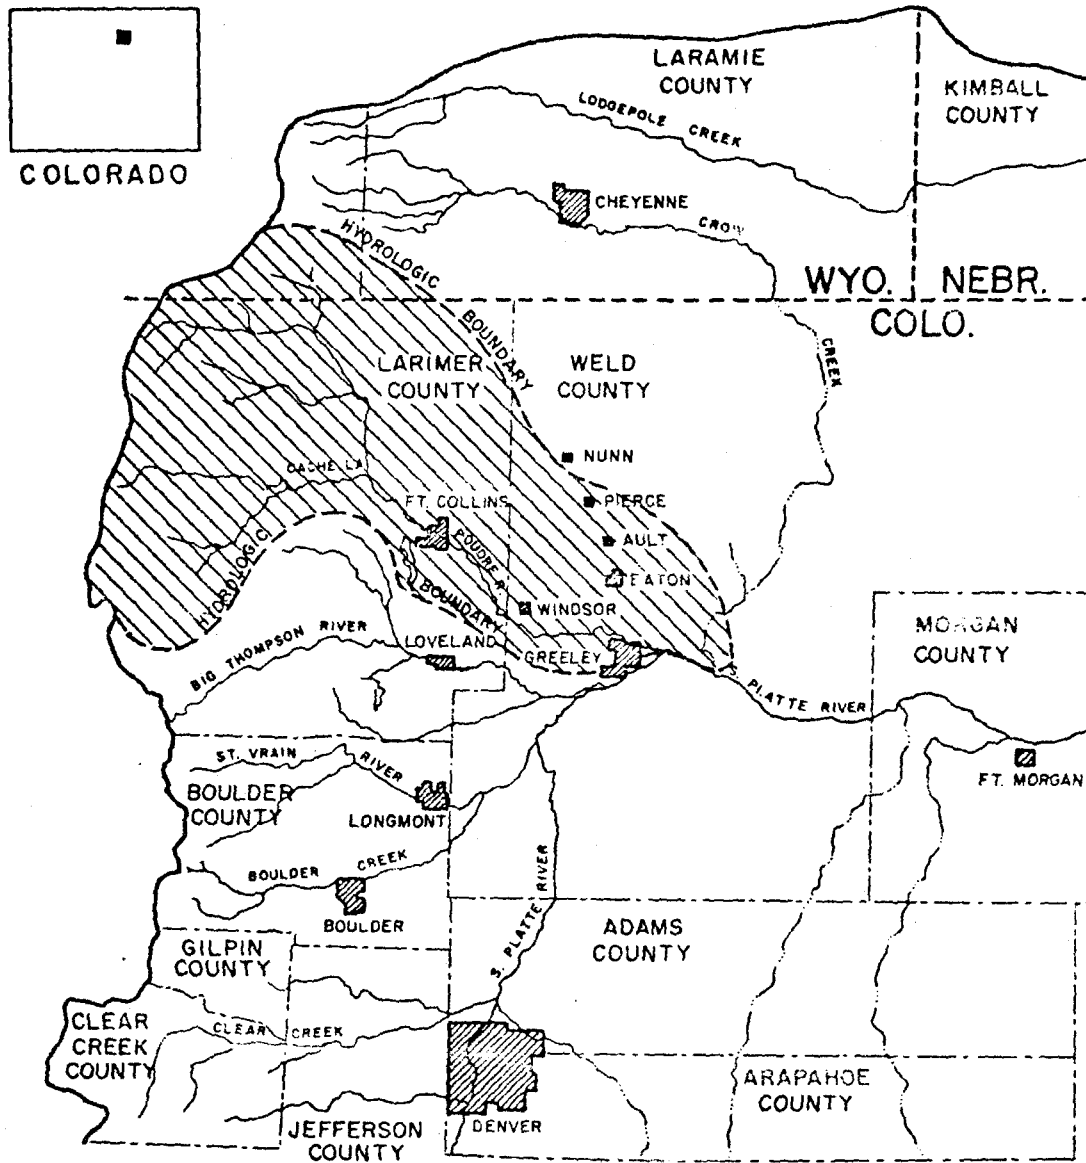 COLORADO
LARAMIE
COUNTY
KIMBALL
COUNTY
LODGEPOLE CREEK
CHEYENNE
CROW
CREEK
HYDROLOGIC
BOUNDARY
WYO.
NEBR.
COLO.
LARIMER
COUNTY
WELD
COUNTY
NUNN
CACHE LA
POUDRE R.
FT. COLLINS
PIERCE
AULT
EATON
HYDROLOGIC
BOUNDARY
WINDSOR
MORGAN
COUNTY
BIG THOMPSON RIVER
LOVELAND
GREELEY
S. PLATTE RIVER
ST. VRAIN RIVER
FT. MORGAN
BOULDER
COUNTY
LONGMONT
BOULDER CREEK
BOULDER
S. PLATTE RIVER
ADAMS
COUNTY
GILPIN
COUNTY
CLEAR
CREEK
COUNTY
CLEAR CREEK
ARAPAHOE
COUNTY
DENVER
JEFFERSON
COUNTY